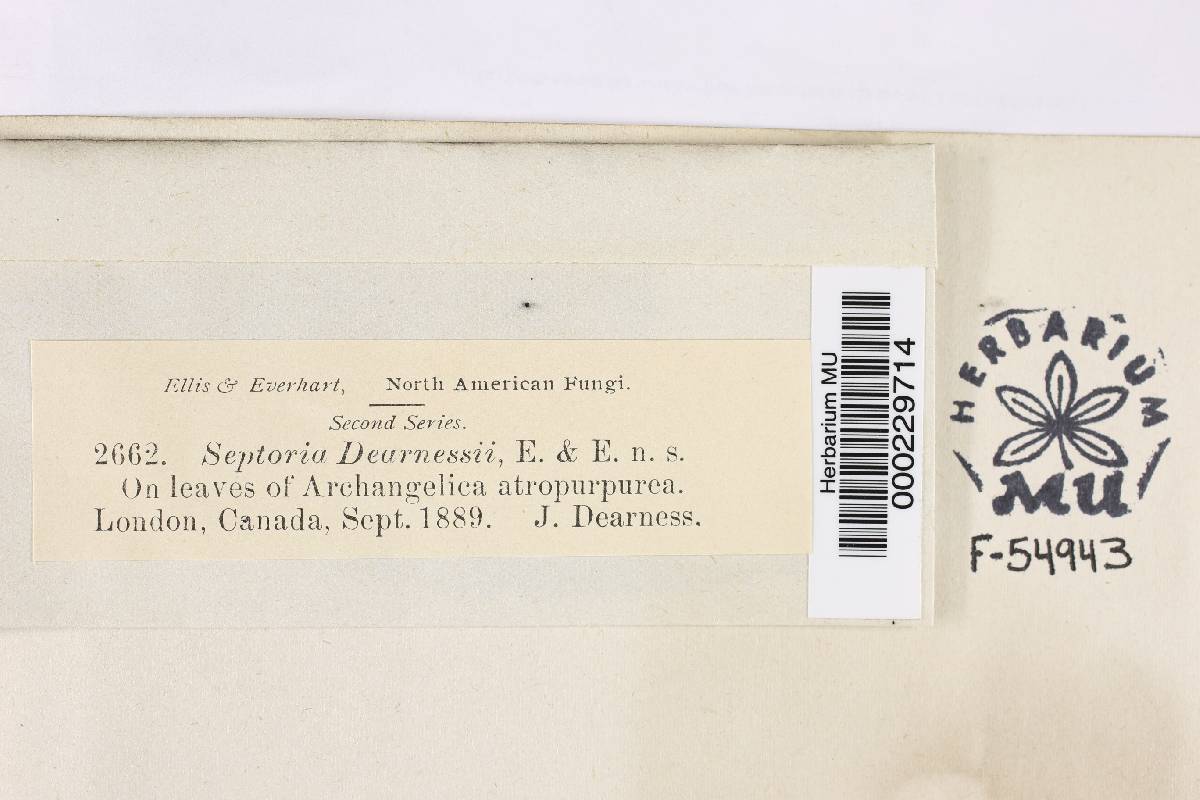 Ellis & Everhart, North American Fungi.
Second Series.
2662. Septoria Dearnessii, E. & E. n. s.
On leaves of Archangelica atropurpurea.
London, Canada, Sept. 1889. J. Dearness.
Herbarium MU
000229714
HERBARIUM
MU
F-54943